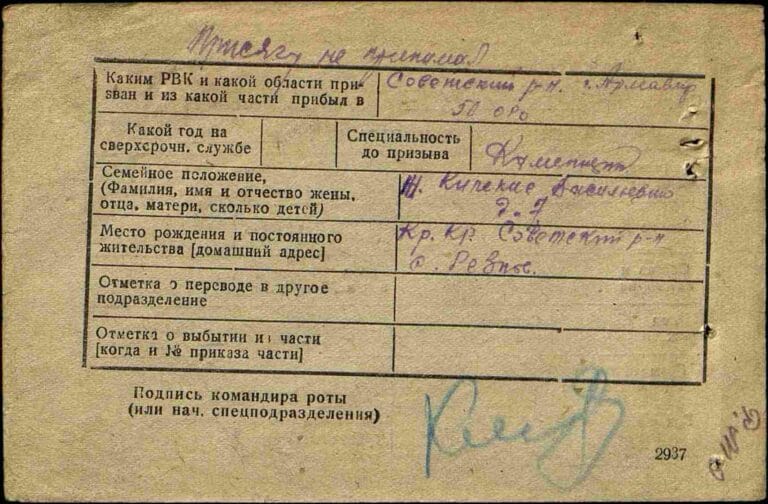 Присягу не принимал
Каким РВК и какой области при-
зван и из какой части прибыл в
Советский р-н. г. Армавир
50
Какой год на
сверхсрочн. службе
Специальность
до призыва
Семейное положение,
(Фамилия, имя и отчество жены,
отца, матери, сколько детей)
ж.
д. 7
Место рождения и постоянного
жительства [домашний адрес]
Кр. Кр. Советский р-н
с.
Отметка о переводе в другое
подразделение
Отметка о выбытии из части
[когда и № приказа части]
Подпись командира роты
(или нач. спецподразделения)
2937